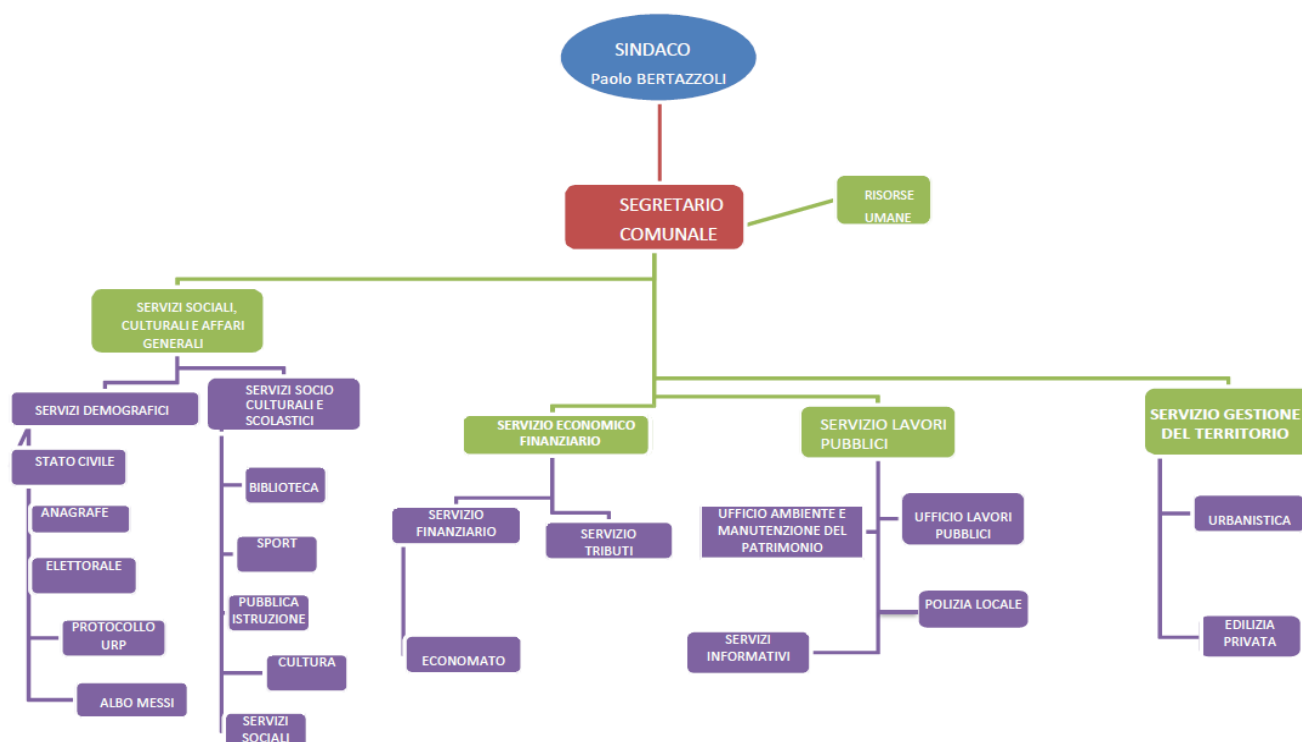 SINDACO
Paolo BERTAZZOLI
SEGRETARIO
COMUNALE
RISORSE
UMANE
SERVIZI SOCIALI,
CULTURALI E AFFARI
GENERALI
SERVIZI DEMOGRAFICI
STATO CIVILE
ANAGRAFE
ELETTORALE
PROTOCOLLO
URP
ALBO MESSI
SERVIZI SOCIO
CULTURALI E
SCOLASTICI
BIBLIOTECA
SPORT
PUBBLICA
ISTRUZIONE
CULTURA
SERVIZI
SOCIALI
SERVIZIO ECONOMICO
FINANZIARIO
SERVIZIO
FINANZIARIO
ECONOMATO
SERVIZIO
TRIBUTI
SERVIZIO LAVORI
PUBBLICI
UFFICIO AMBIENTE E
MANUTENZIONE DEL
PATRIMONIO
UFFICIO LAVORI
PUBBLICI
POLIZIA LOCALE
SERVIZI
INFORMATIVI
SERVIZIO GESTIONE
DEL TERRITORIO
URBANISTICA
EDILIZIA
PRIVATA